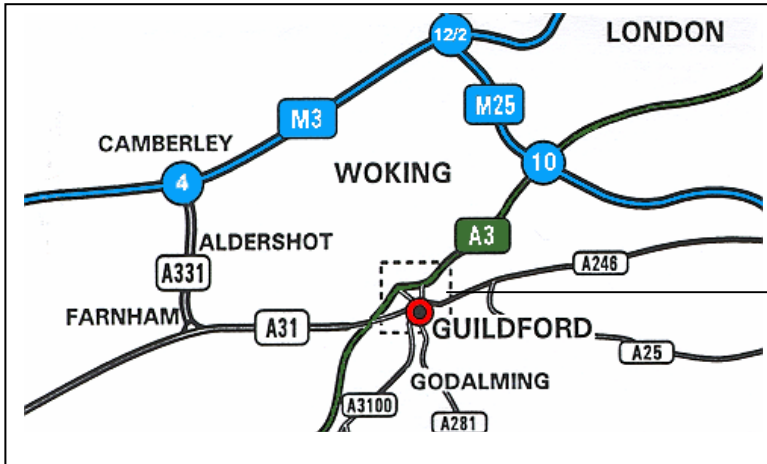 12/2
LONDON
M3
M25
CAMBERLEY
WOKING
10
4
A3
ALDERSHOT
A246
A331
FARNHAM
A31
GUILDFORD
A25
GODALMING
A3100
A281